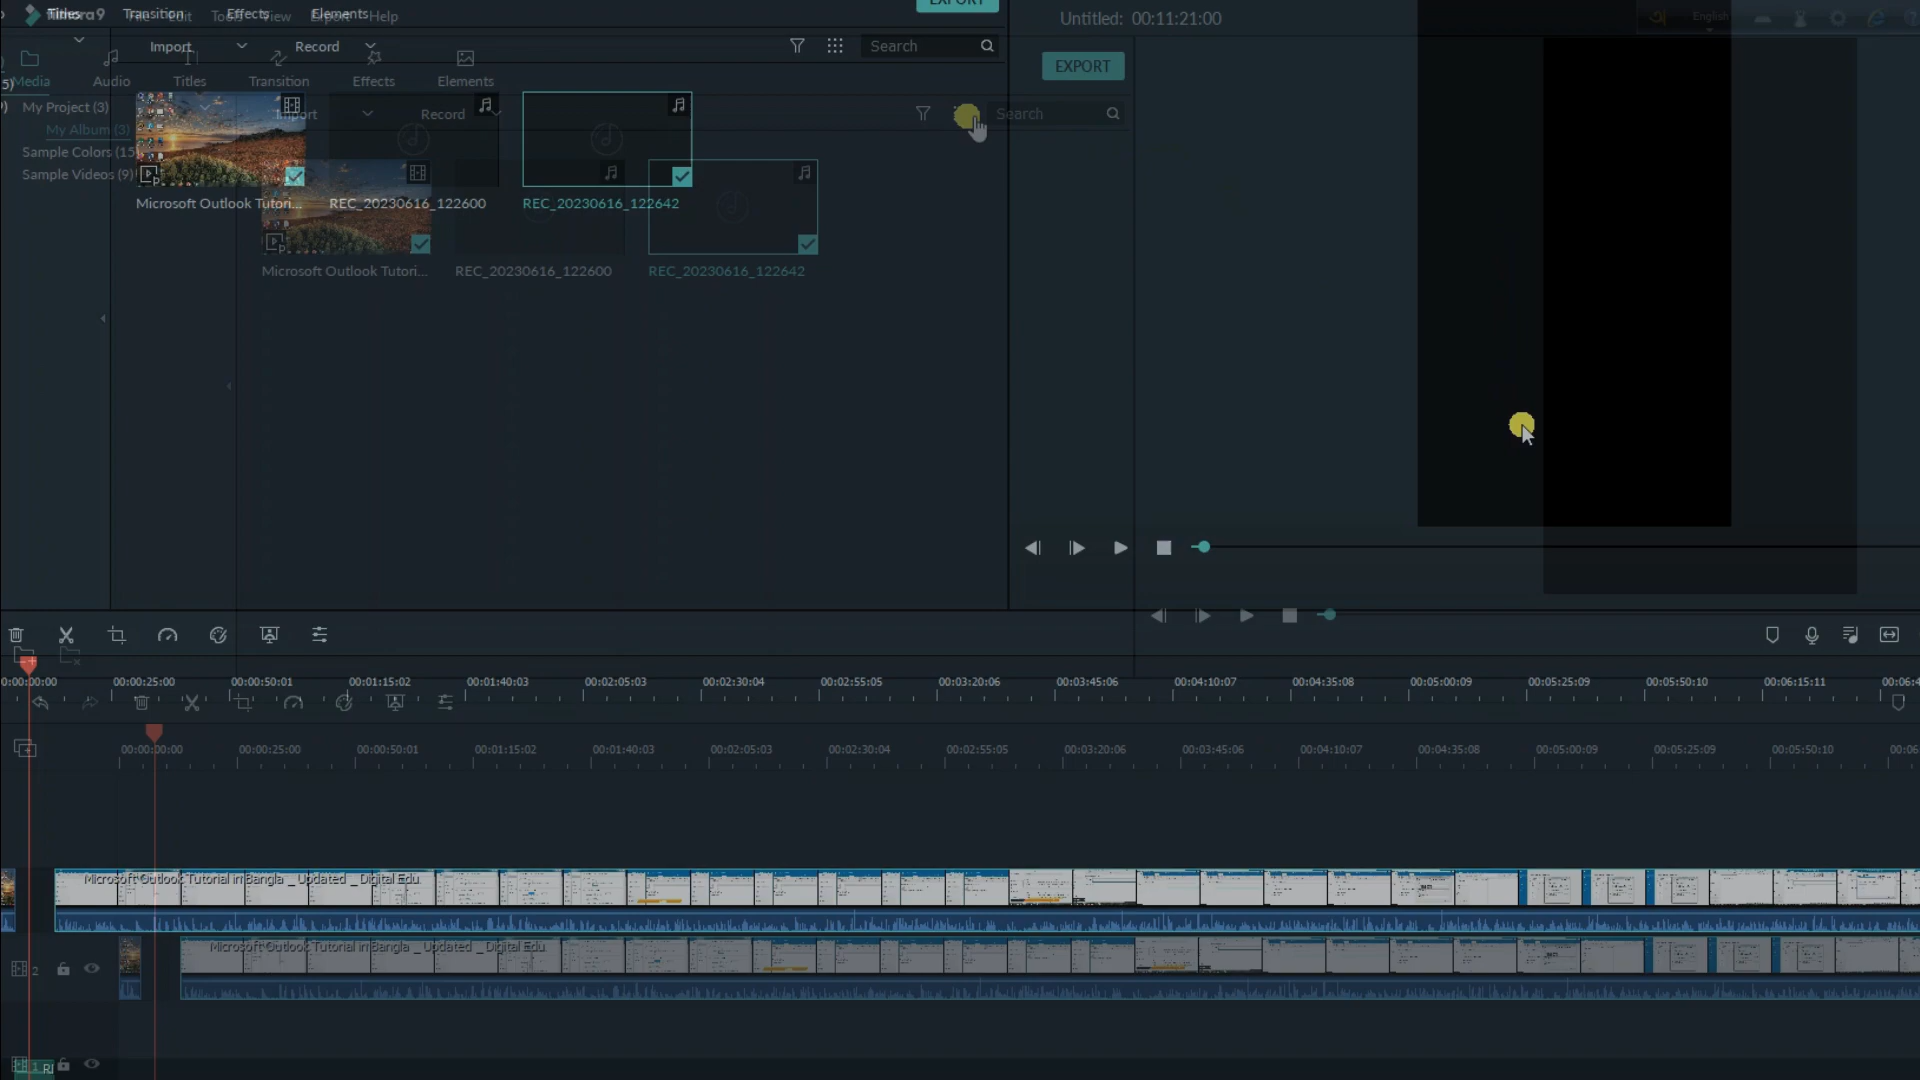 Titles Transition Effects Elements
File Edit Tools View Export Help
EXPORT
Untitled: 00:11:21:00
English
Import Record Search
EXPORT
Media Audio Titles Transition Effects Elements
My Project (3)
My Album (3)
Sample Colors (15)
Sample Videos (9)
Import Record Search
Microsoft Outlook Tutori... REC_20230616_122600 REC_20230616_122642
Microsoft Outlook Tutori... REC_20230616_122600 REC_20230616_122642
00:00:25:00 00:00:50:01 00:01:15:02 00:01:40:03 00:02:05:03 00:02:30:04 00:02:55:05 00:03:20:06 00:03:45:06 00:04:10:07 00:04:35:08 00:05:00:09 00:05:25:09 00:05:50:10 00:06:15:11
00:00:00:00 00:00:25:00 00:00:50:01 00:01:15:02 00:01:40:03 00:02:05:03 00:02:30:04 00:02:55:05 00:03:20:06 00:03:45:06 00:04:10:07 00:04:35:08 00:05:00:09 00:05:25:09 00:05:50:10
Microsoft Outlook Tutorial in Bangla _ Updated _ Digital Edu
Microsoft Outlook Tutorial in Bangla _ Updated _ Digital Edu
2
1